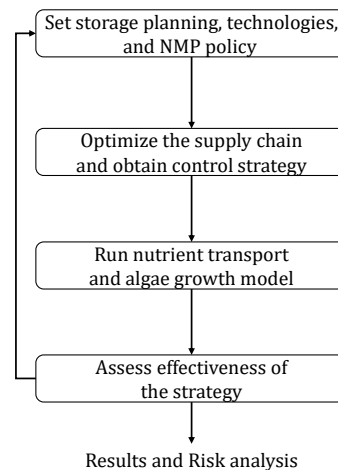 Set storage planning, technologies,
and NMP policy
Optimize the supply chain
and obtain control strategy
Run nutrient transport
and algae growth model
Assess effectiveness of
the strategy
Results and Risk analysis